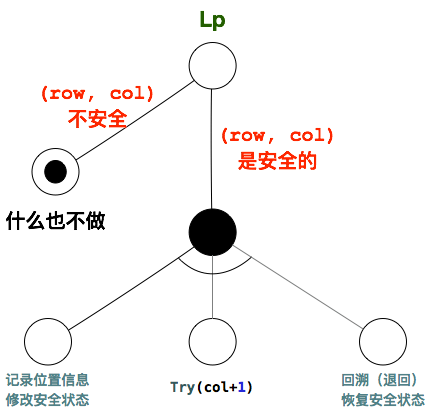 Lp
(row, col)
不安全
(row, col)
是安全的
什么也不做
记录位置信息
修改安全状态
Try(col+1)
回溯（退回）
恢复安全状态